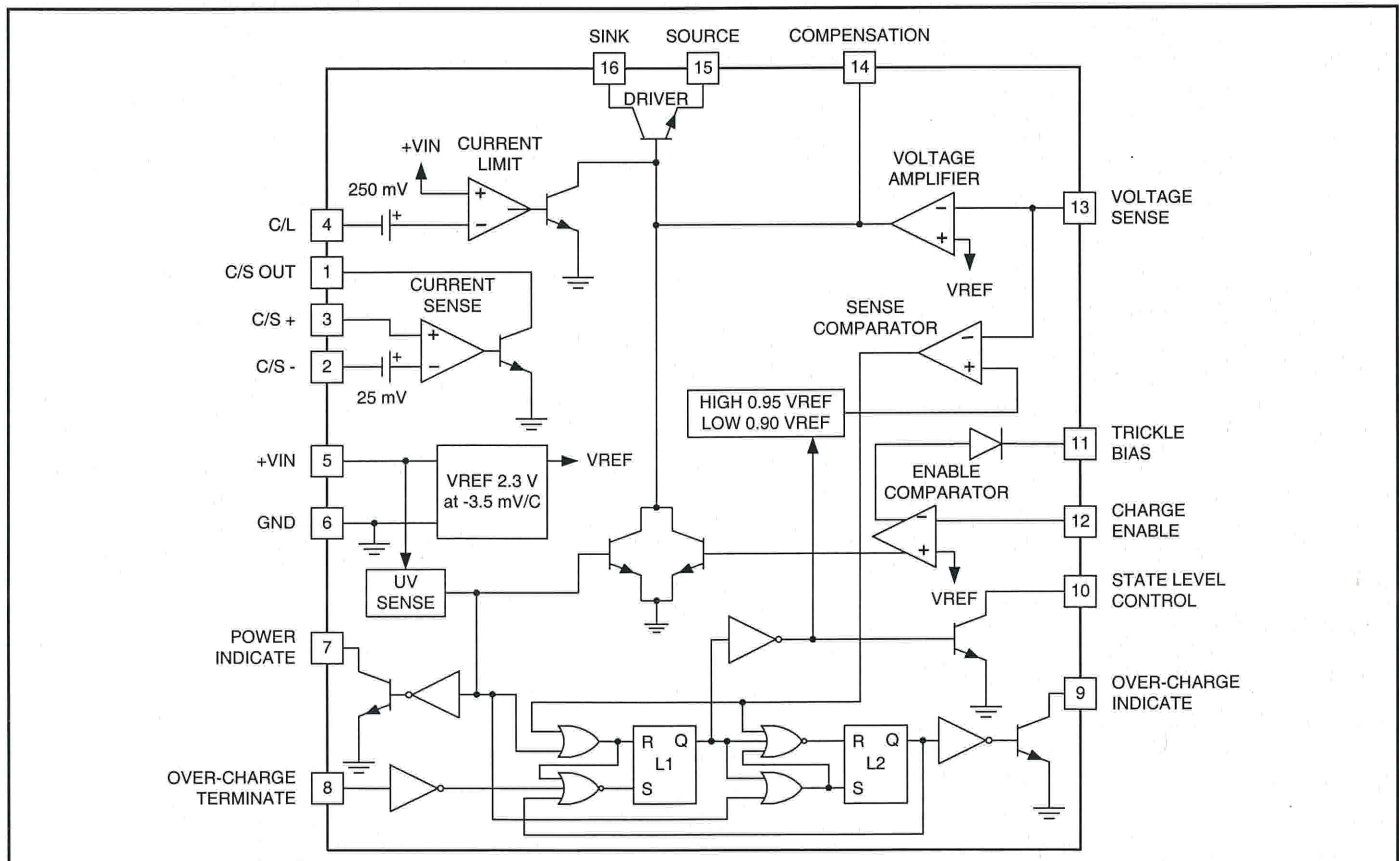 SINK
SOURCE
COMPENSATION
16
15
14
DRIVER
+VIN
CURRENT
LIMIT
250 mV
+
+
-
C/L
4
VOLTAGE
AMPLIFIER
-
+
VREF
13
VOLTAGE
SENSE
C/S OUT
1
CURRENT
SENSE
C/S +
3
+
-
C/S -
2
+
25 mV
SENSE
COMPARATOR
-
+
HIGH 0.95 VREF
LOW 0.90 VREF
11
TRICKLE
BIAS
+VIN
5
VREF 2.3 V
at -3.5 mV/C
VREF
GND
6
ENABLE
COMPARATOR
-
+
VREF
12
CHARGE
ENABLE
UV
SENSE
10
STATE LEVEL
CONTROL
POWER
INDICATE
7
9
OVER-CHARGE
INDICATE
R
Q
L1
S
R
Q
L2
S
OVER-CHARGE
TERMINATE
8